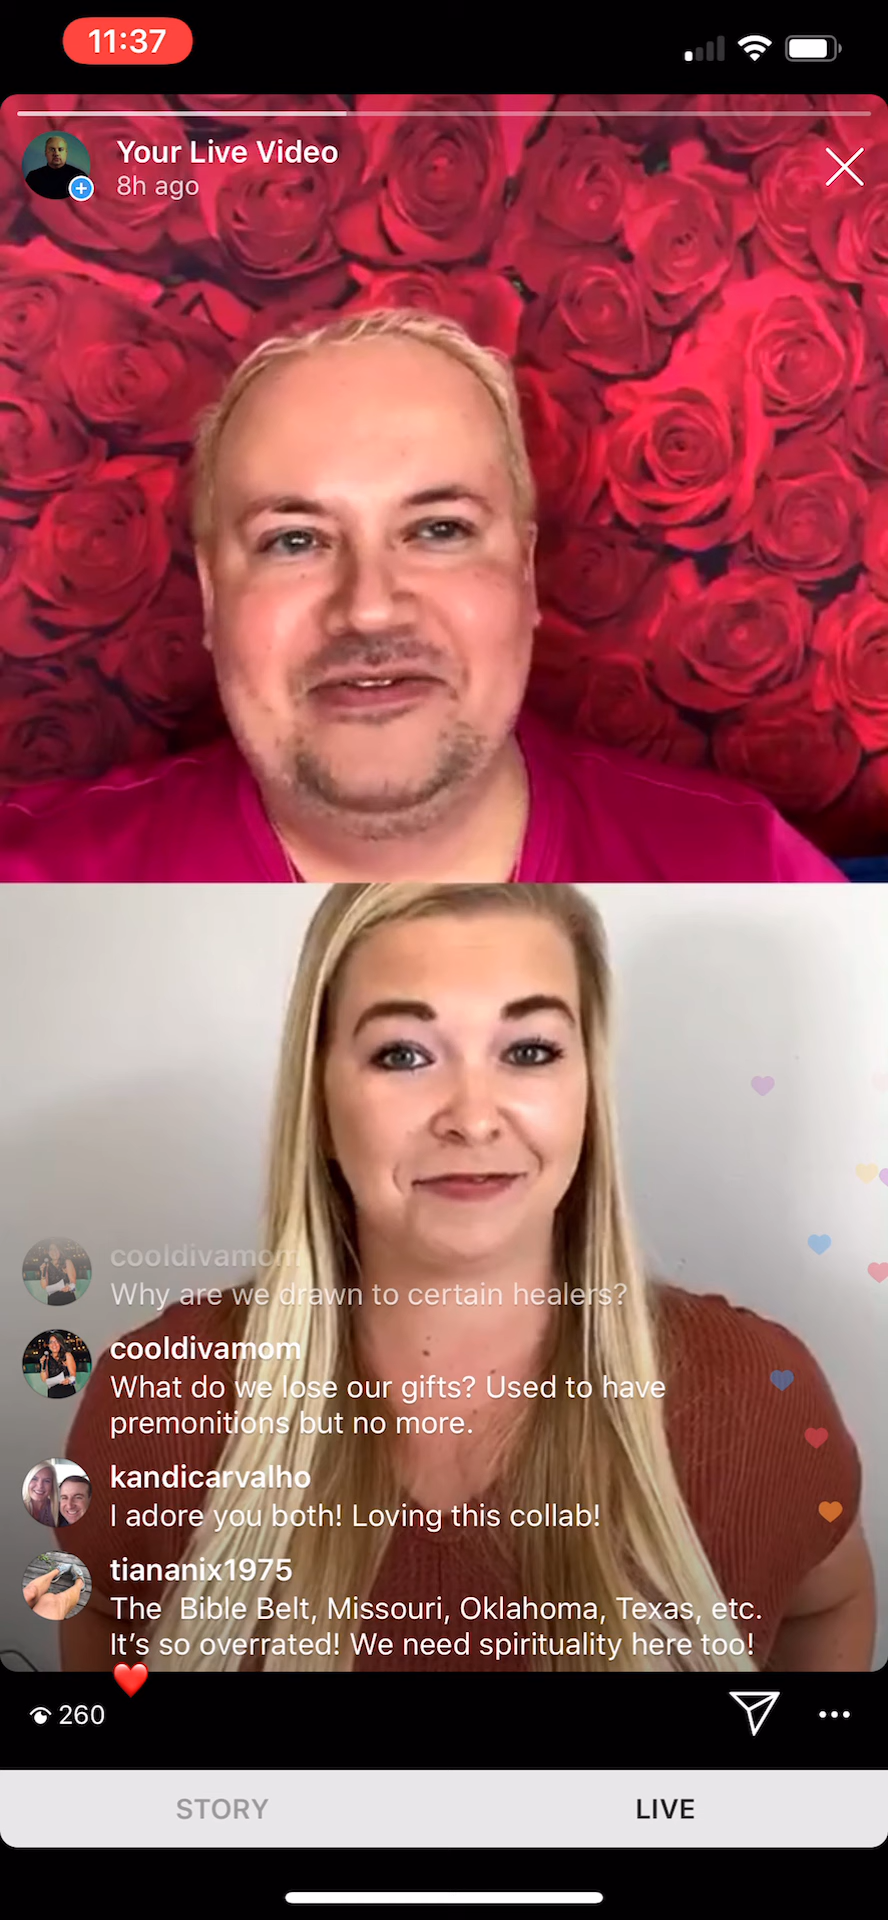 11:37
Your Live Video
8h ago
cooldivamom
Why are we drawn to certain healers?
cooldivamom
What do we lose our gifts? Used to have
premonitions but no more.
kandicarvalho
I adore you both! Loving this collab!
tiananix1975
The  Bible Belt, Missouri, Oklahoma, Texas, etc.
It’s so overrated! We need spirituality here too!
❤️
260
STORY
LIVE